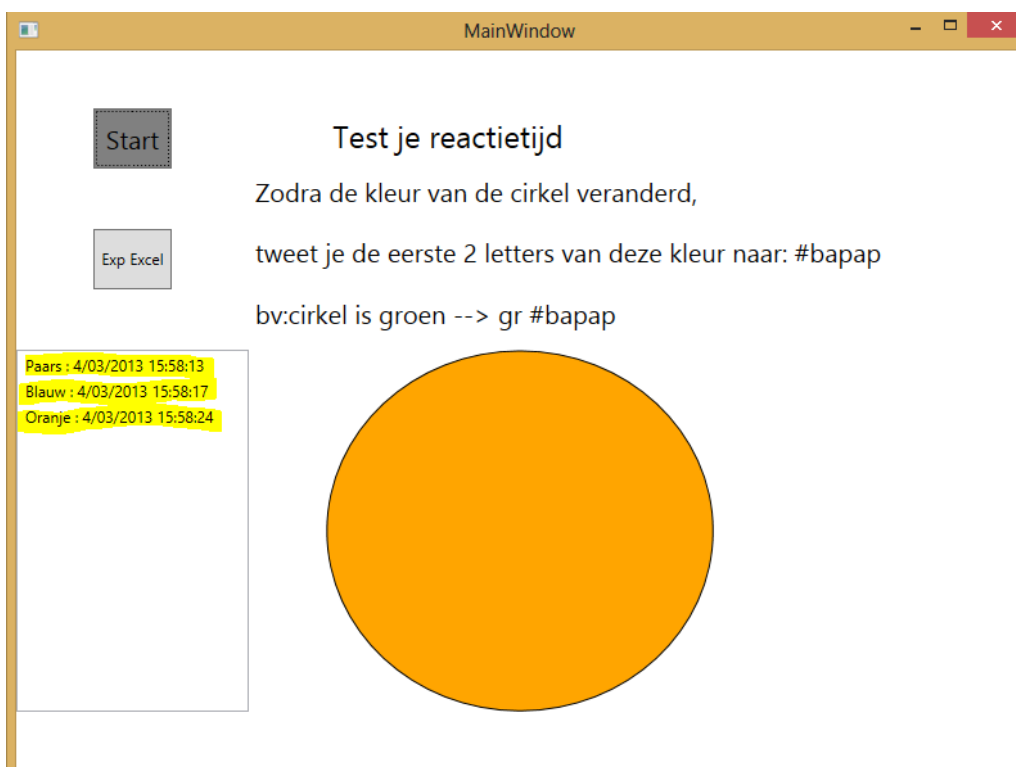 MainWindow
Start
Test je reactietijd
Zodra de kleur van de cirkel veranderd,
Exp Excel
tweet je de eerste 2 letters van deze kleur naar: #bapap
bv:cirkel is groen --> gr #bapap
Paars : 4/03/2013 15:58:13
Blauw : 4/03/2013 15:58:17
Oranje : 4/03/2013 15:58:24